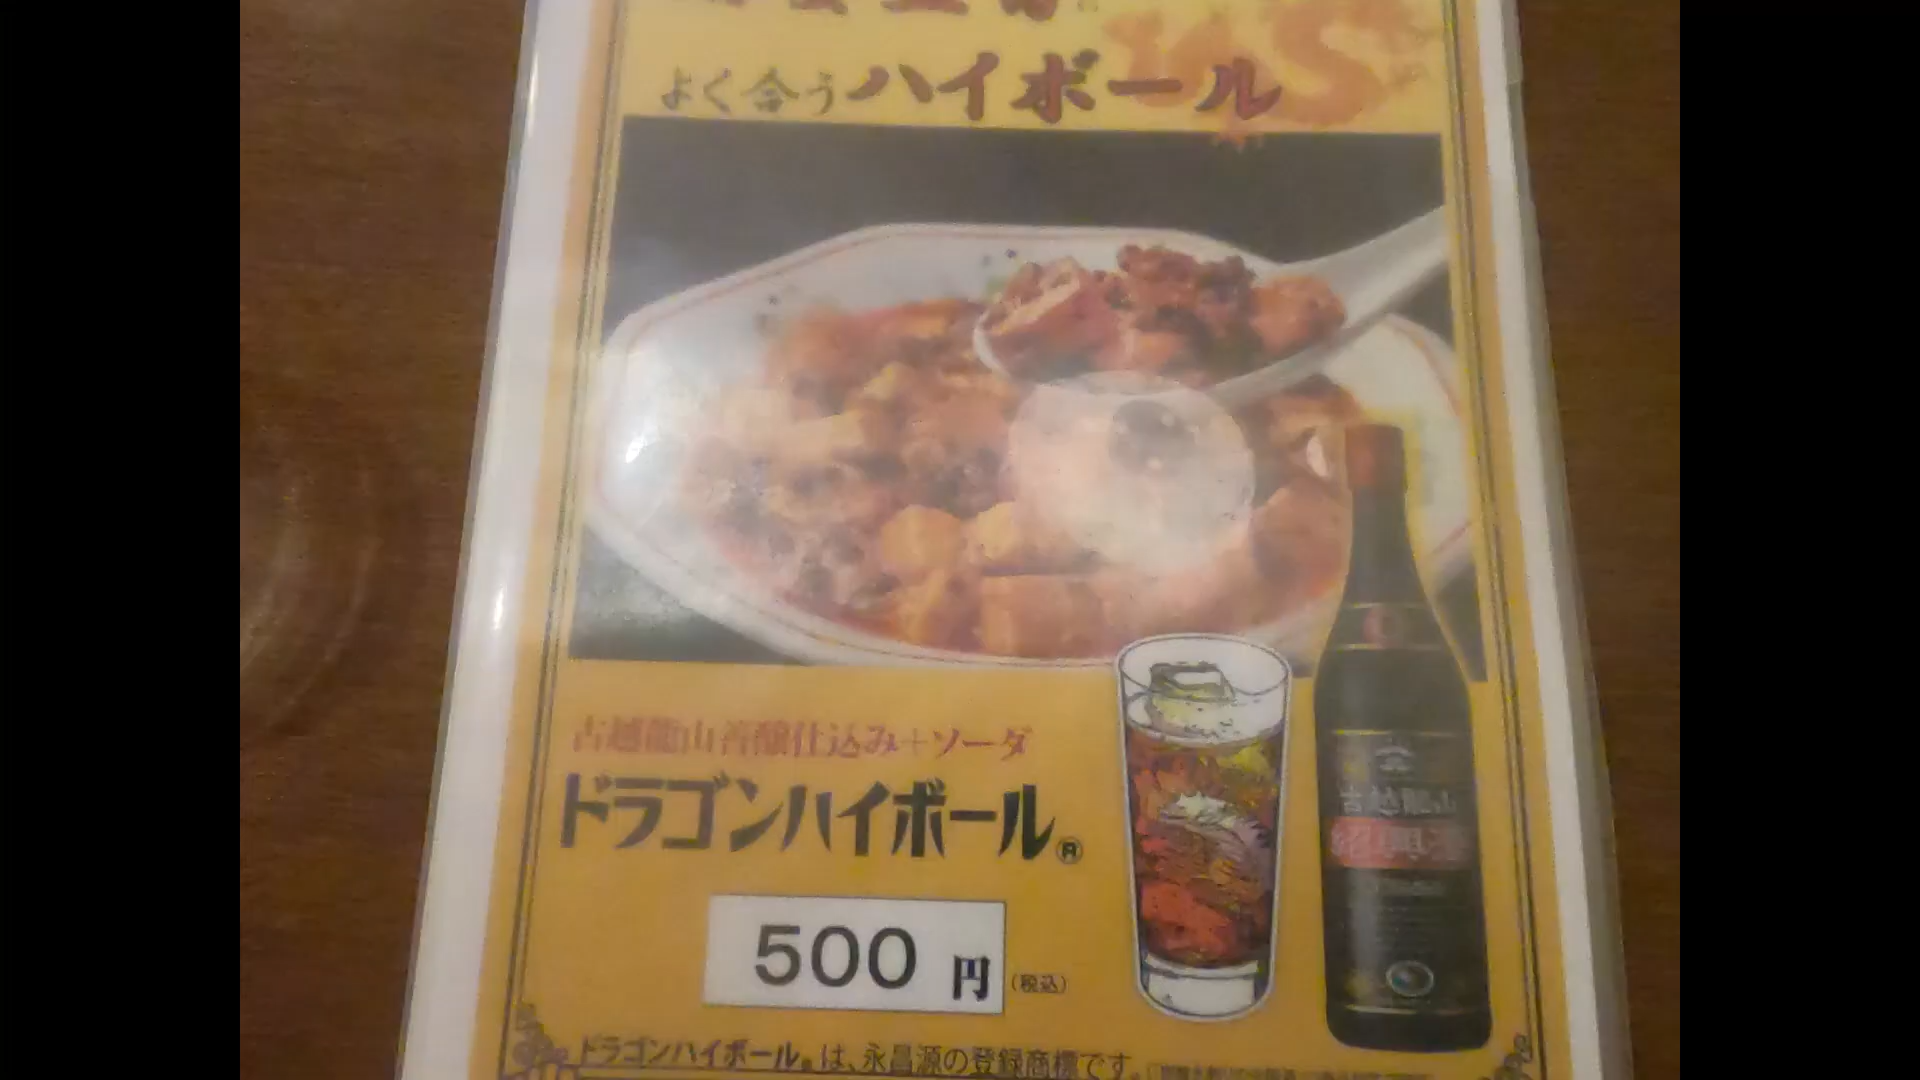 よく合うハイボール
古越龍山善醸仕込み+ソーダ
ドラゴンハイボール®
500円(税込)
古越龍山
ドラゴンハイボール®は、永昌源の登録商標です。